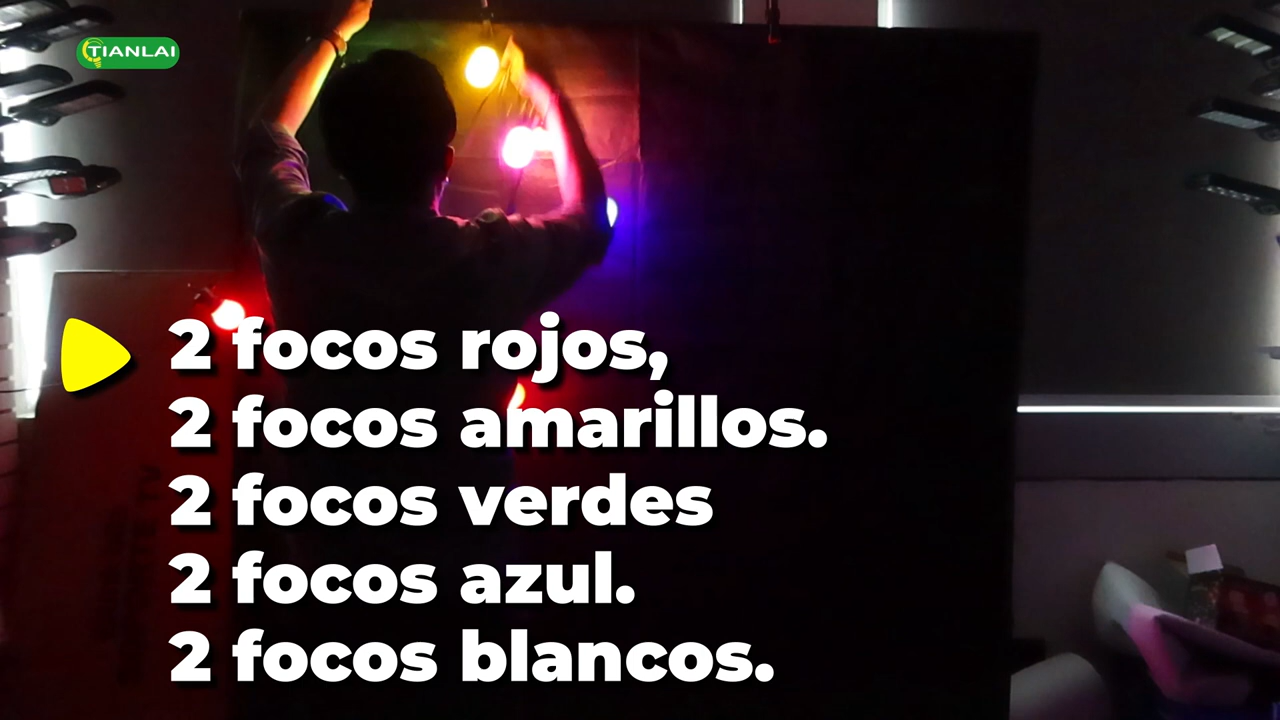 TIANLAI
2 focos rojos,
2 focos amarillos.
2 focos verdes
2 focos azul.
2 focos blancos.